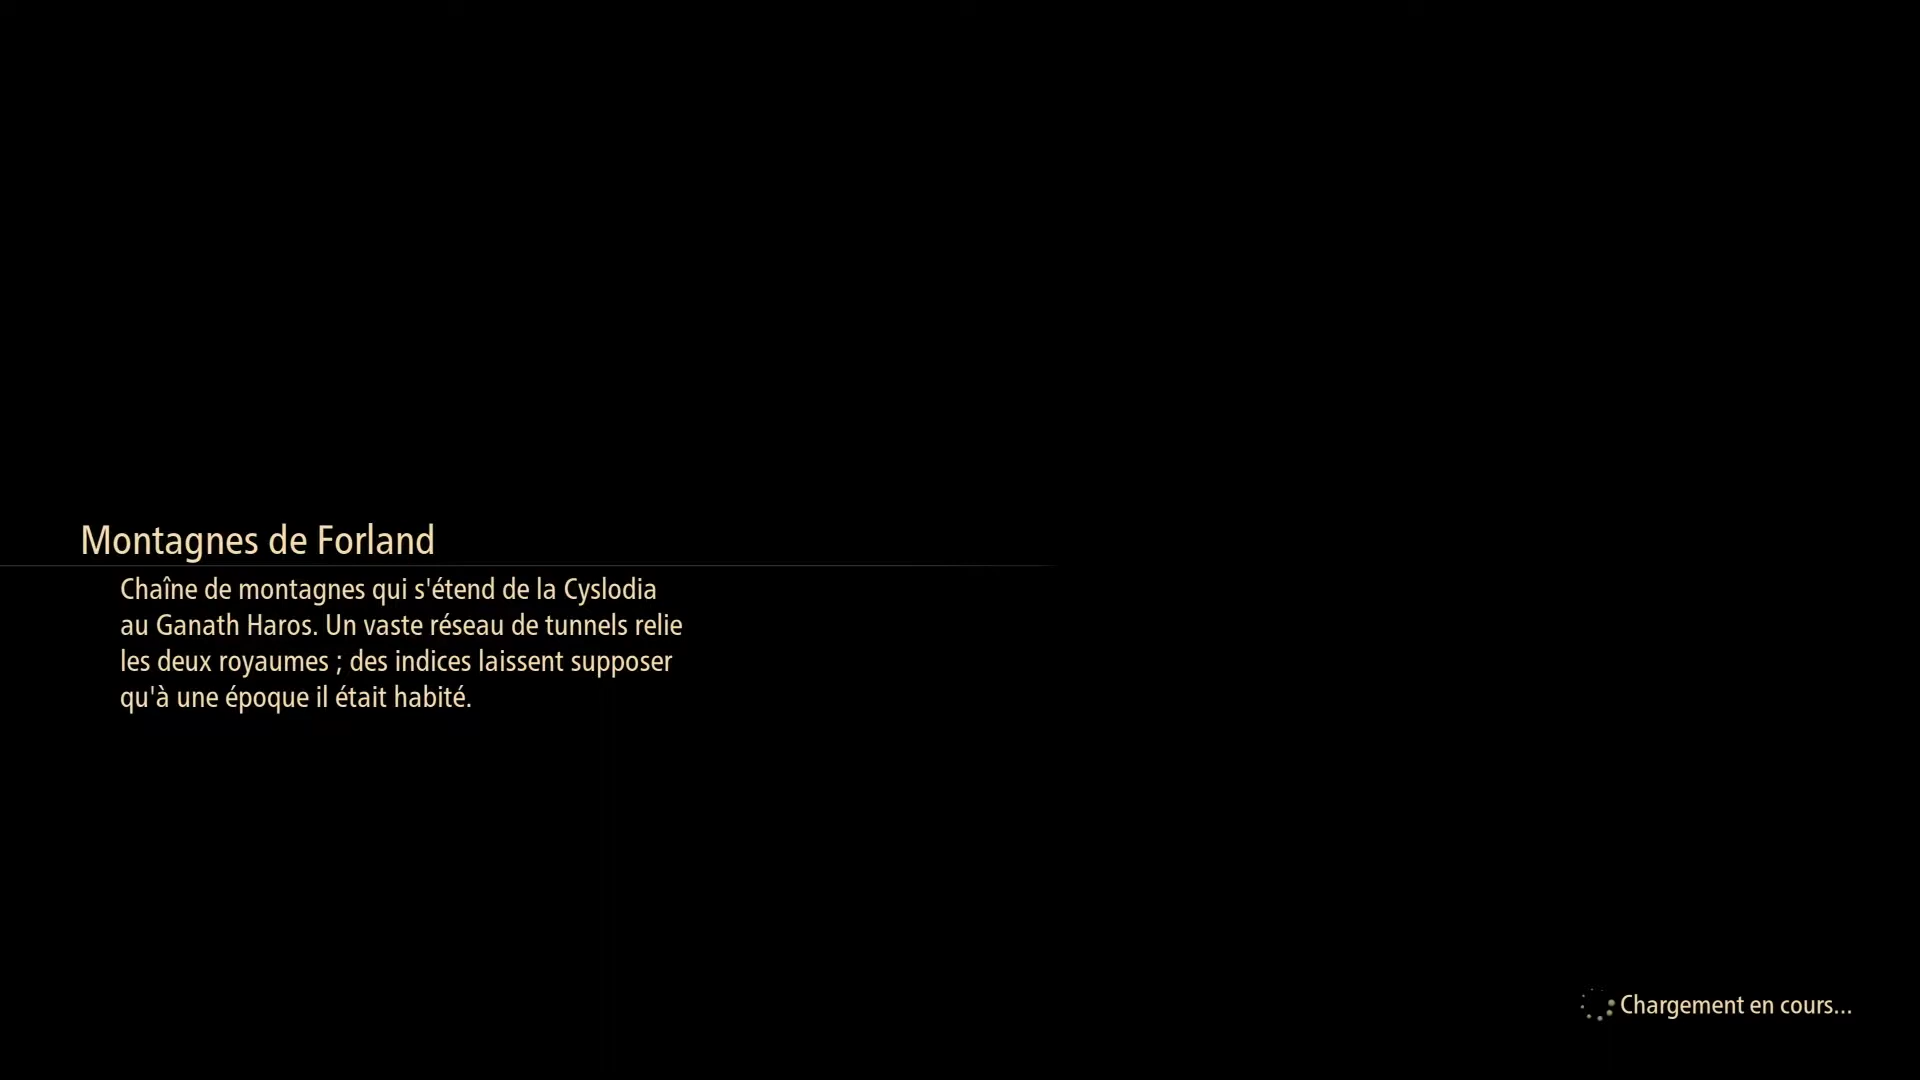 Montagnes de Forland
Chaîne de montagnes qui s'étend de la Cyslodia
au Ganath Haros. Un vaste réseau de tunnels relie
les deux royaumes ; des indices laissent supposer
qu'à une époque il était habité.
Chargement en cours...